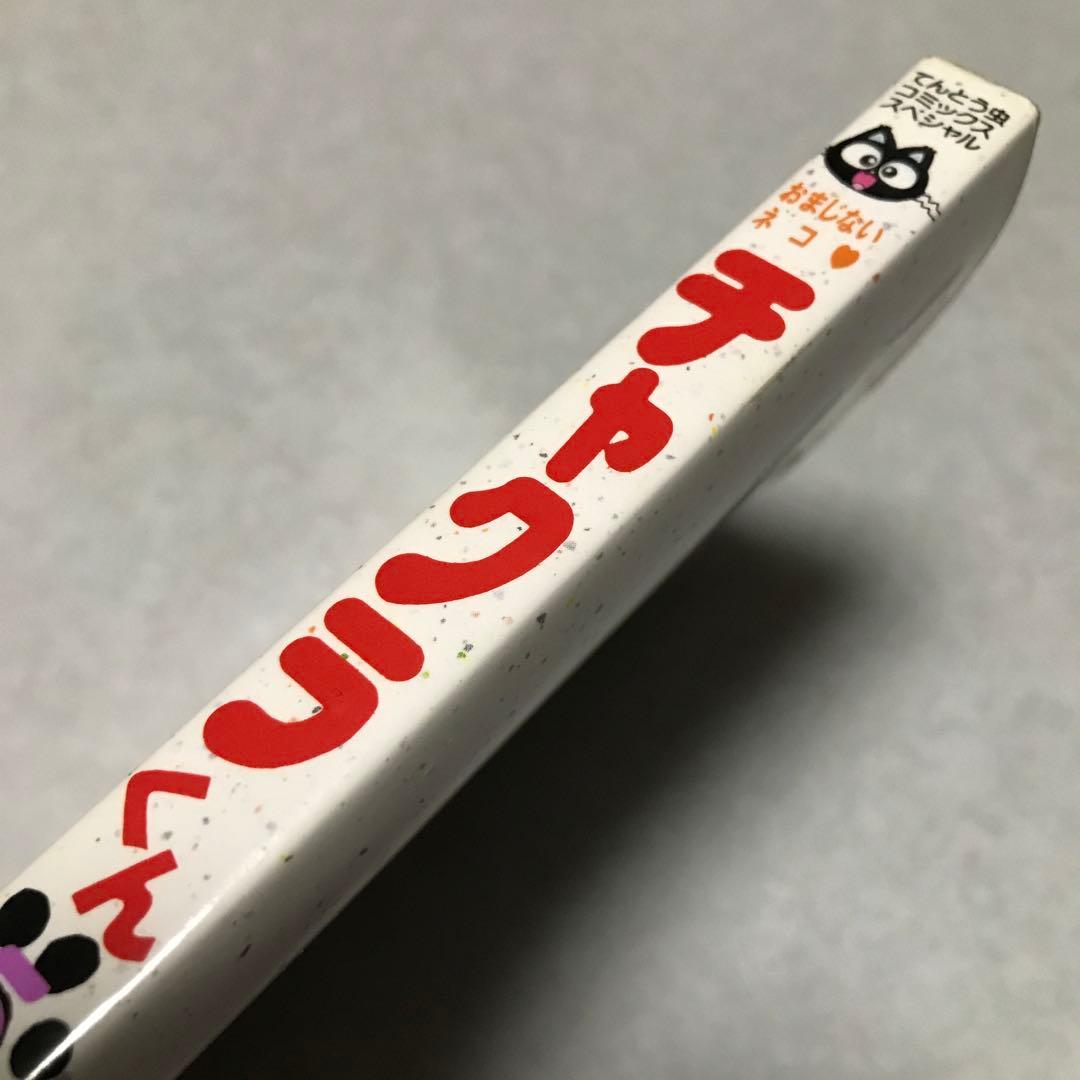 てんとう虫
コミックス
スペシャル
おまじない
ネコ♥
チャクラ
くん